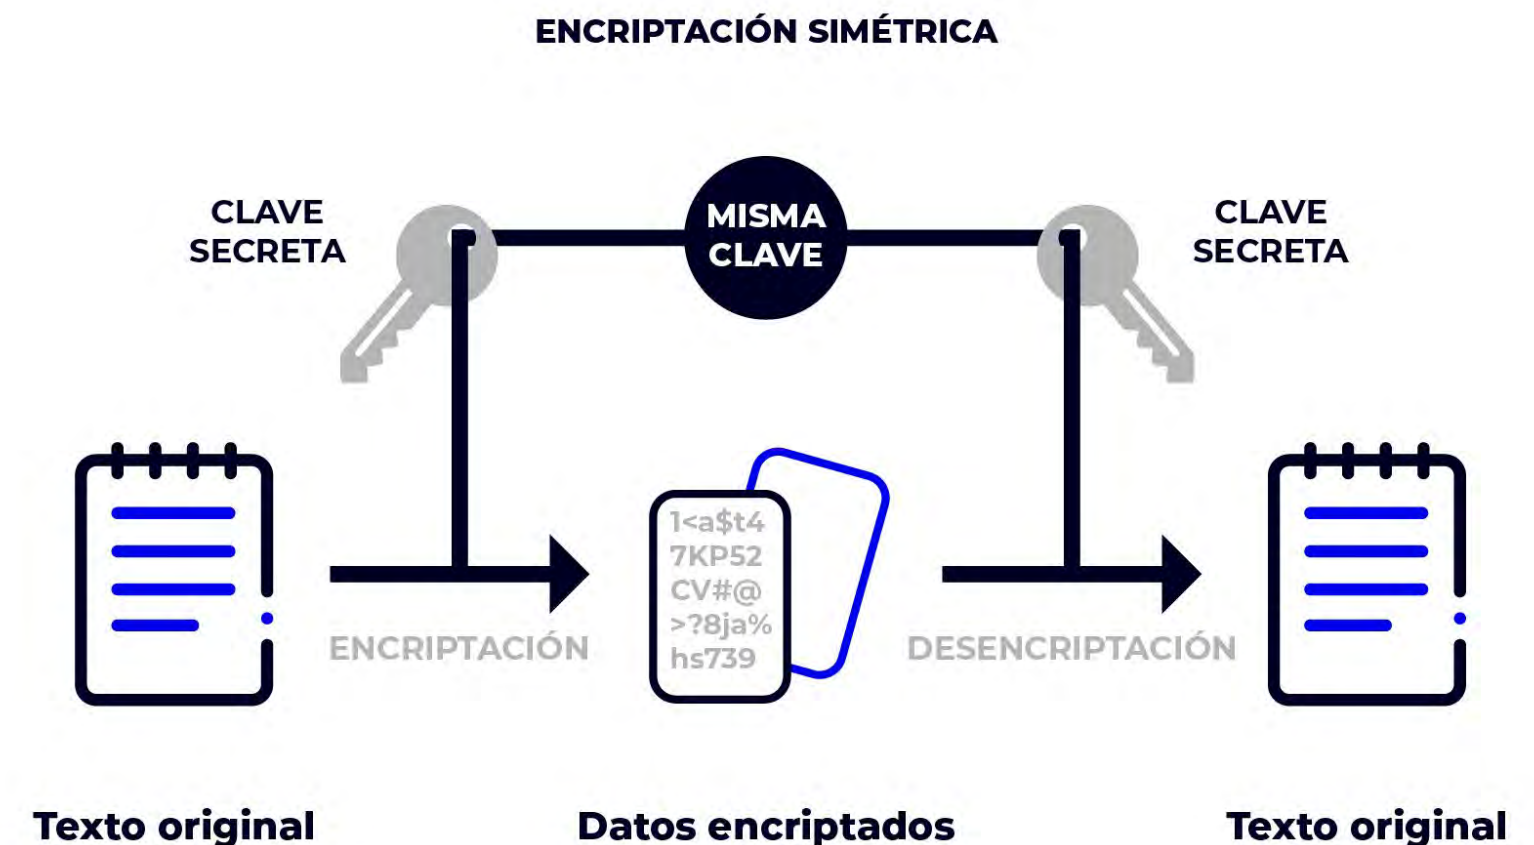 ENCRIPTACIÓN SIMÉTRICA
CLAVE
SECRETA
MISMA
CLAVE
CLAVE
SECRETA
1<a$t4
7KP52
CV#@
>?8ja%
hs739
ENCRIPTACIÓN
DESENCRIPTACIÓN
Texto original
Datos encriptados
Texto original